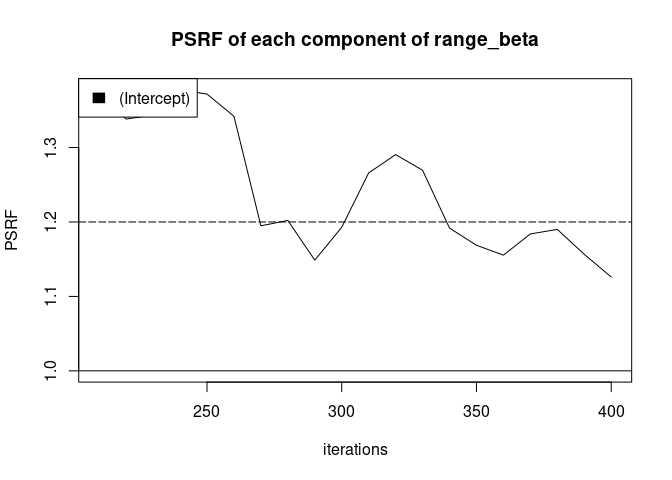 PSRF of each component of range_beta
(Intercept)
PSRF
1.3
1.2
1.1
1.0
250 300 350 400
iterations